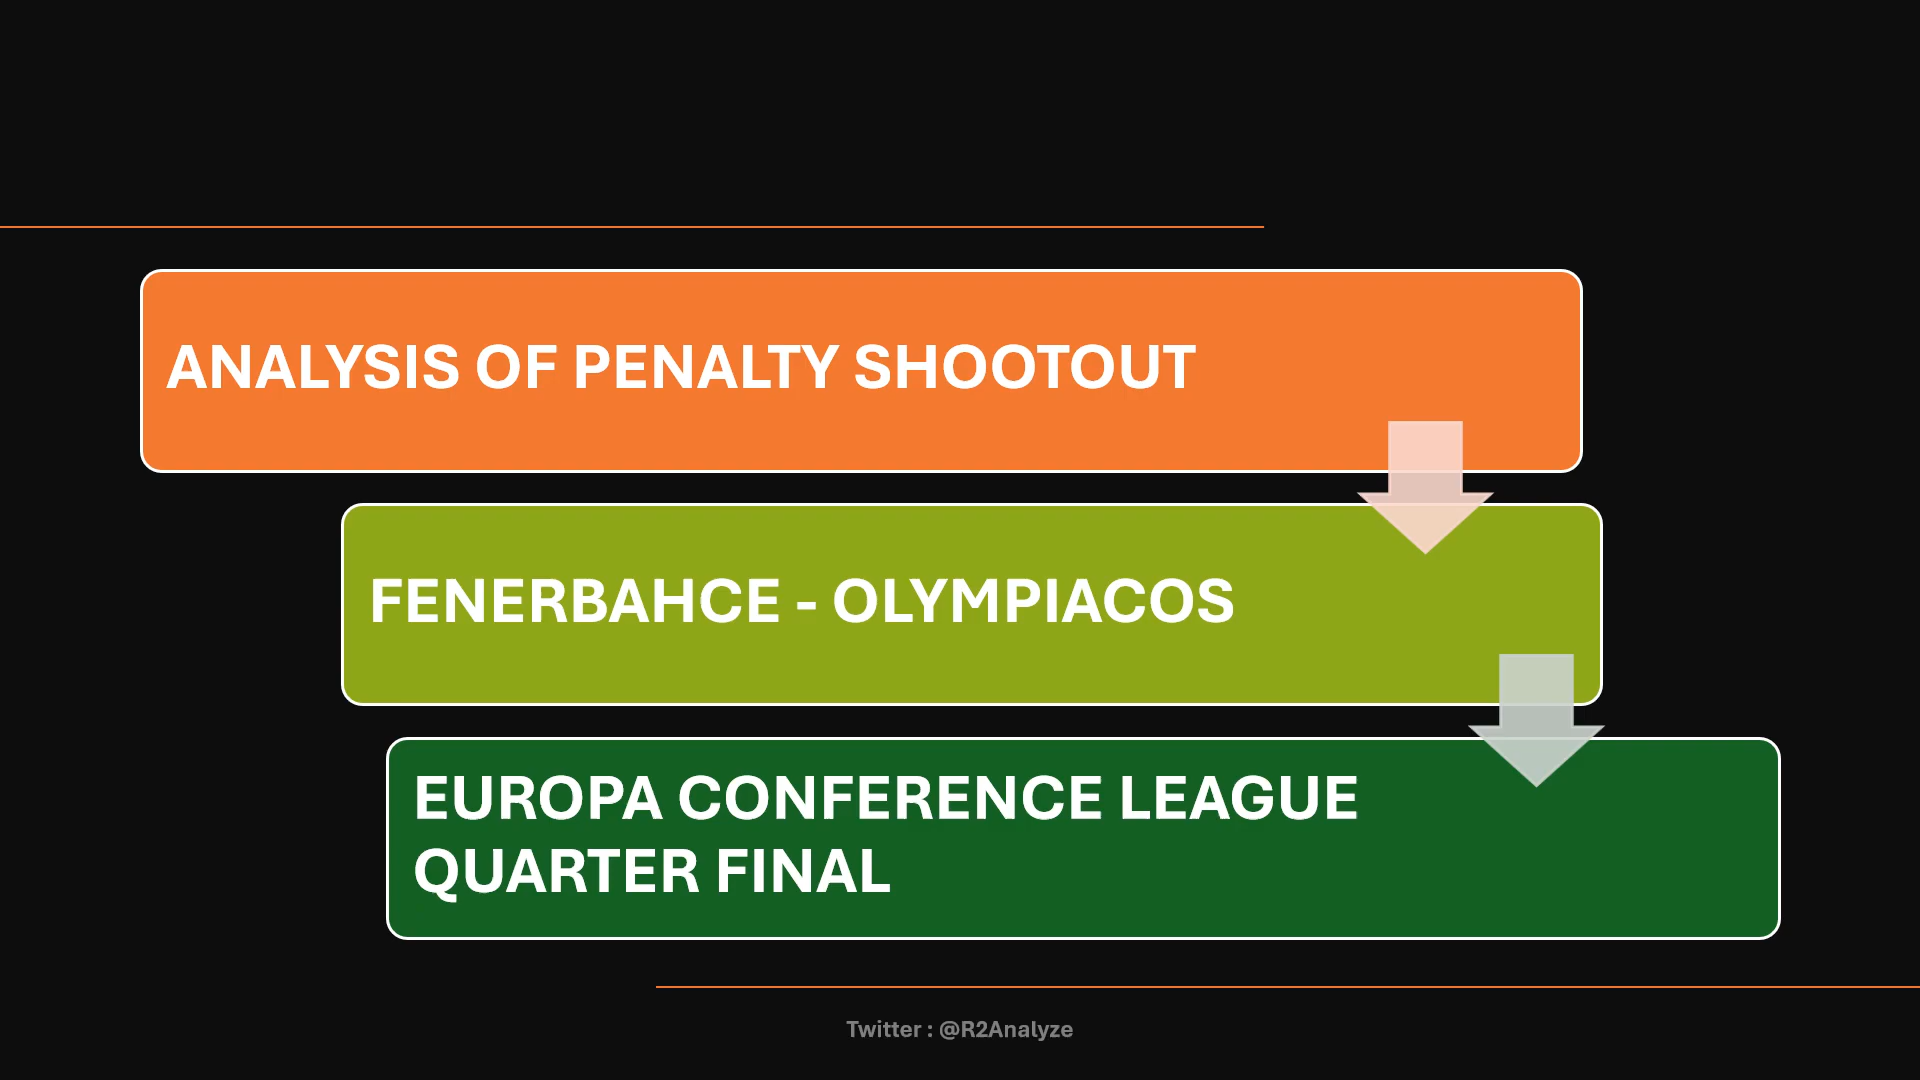 ANALYSIS OF PENALTY SHOOTOUT
FENERBAHCE - OLYMPIACOS
EUROPA CONFERENCE LEAGUE
QUARTER FINAL
Twitter : @R2Analyze